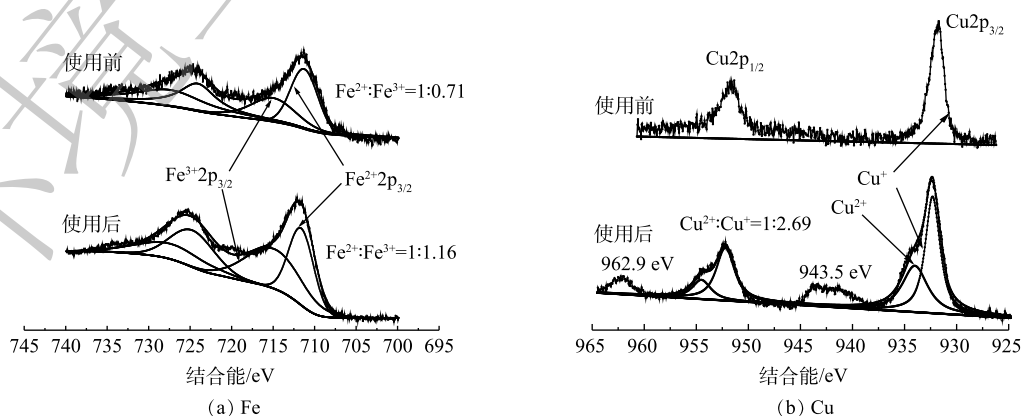 使用前
Fe²⁺:Fe³⁺=1:0.71
Fe³⁺2p₃/₂
Fe²⁺2p₃/₂
使用后
Fe²⁺:Fe³⁺=1:1.16
745 740 730 725 720 715 710 705 700 695
结合能/eV
(a) Fe
Cu2p₃/₂
Cu2p₁/₂
使用前
Cu⁺
Cu²⁺
使用后
Cu²⁺:Cu⁺=1:2.69
962.9 eV
943.5 eV
965 960 955 950 945 940 935 930 925
结合能/eV
(b) Cu